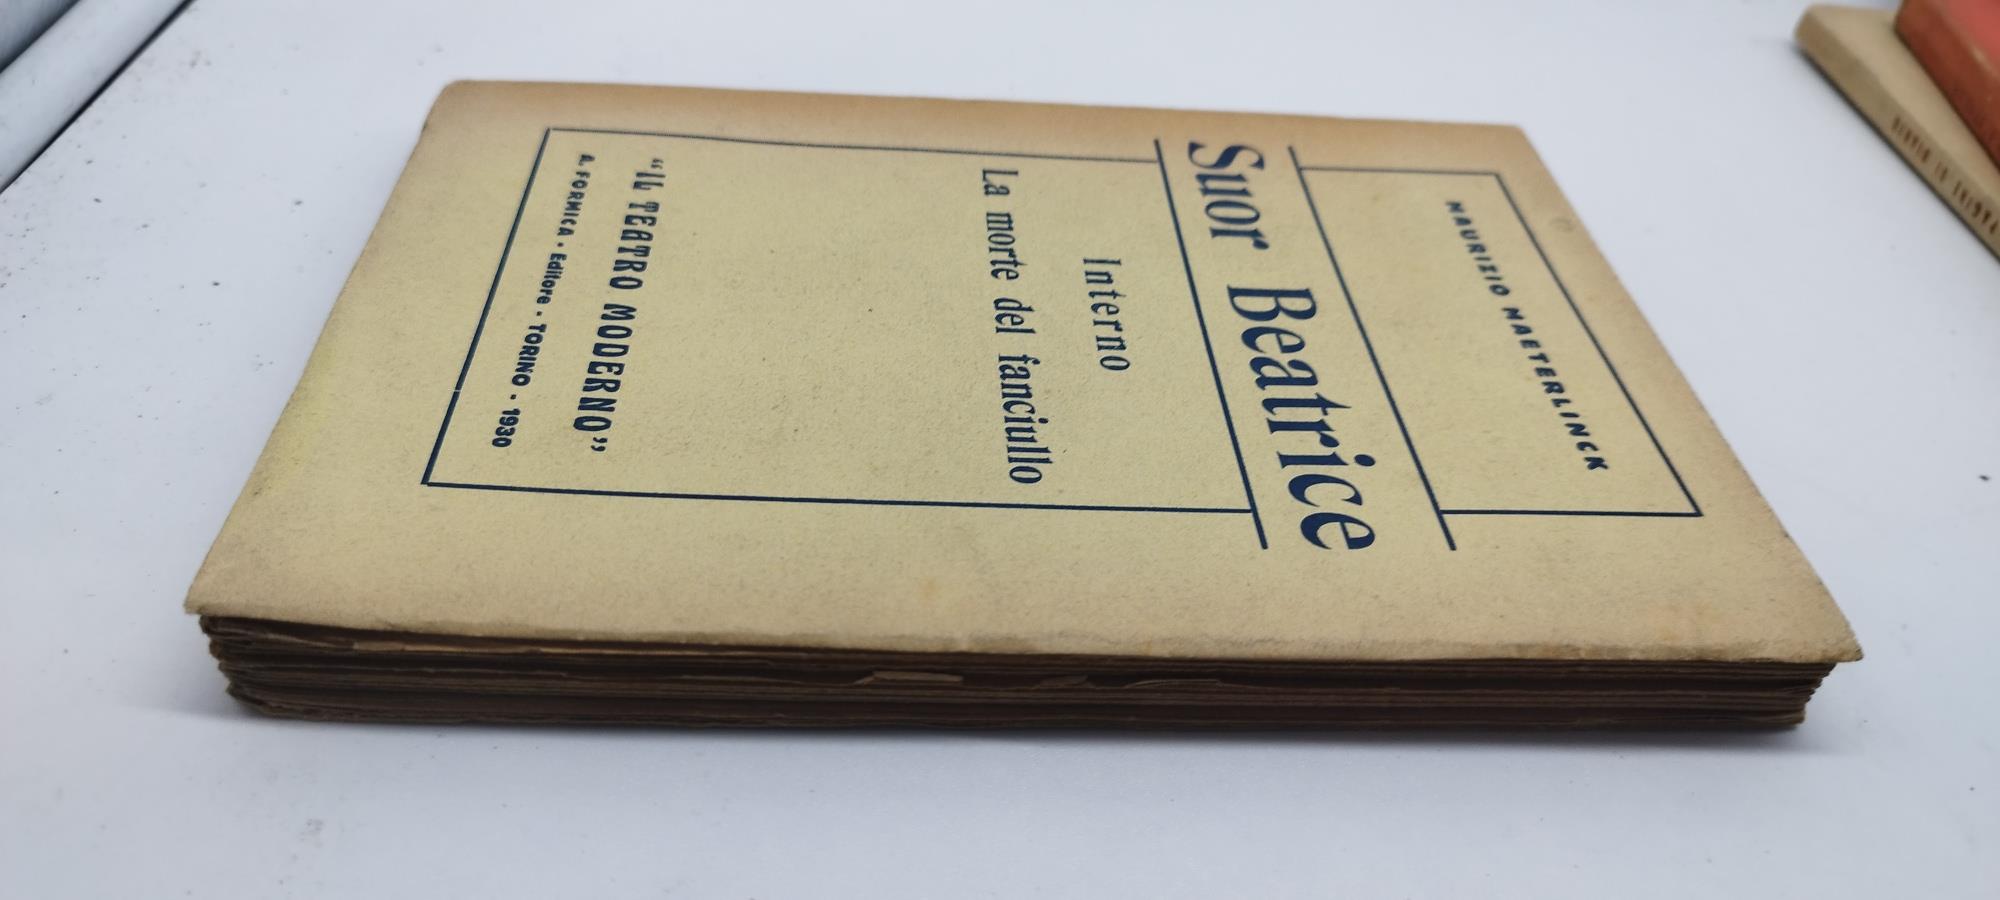 MAURIZIO MAETERLINCK
Suor Beatrice
Interno
La morte del fanciullo
“IL TEATRO MODERNO”
A. FORMICA - Editore - TORINO - 1930